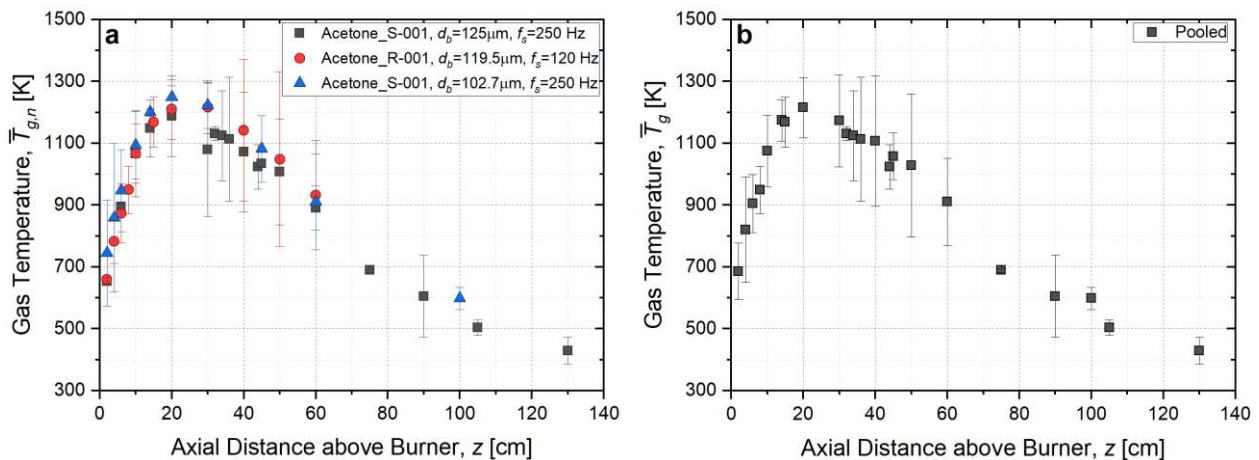 a
Acetone_S-001, d_b=125μm, f_s=250 Hz
Acetone_R-001, d_b=119.5μm, f_s=120 Hz
Acetone_S-001, d_b=102.7μm, f_s=250 Hz
Gas Temperature, T̅_g,n [K]
1500
1300
1100
900
700
500
300
0 20 40 60 80 100 120 140
Axial Distance above Burner, z [cm]
b
Pooled
Gas Temperature, T̅_g [K]
1500
1300
1100
900
700
500
300
0 20 40 60 80 100 120 140
Axial Distance above Burner, z [cm]